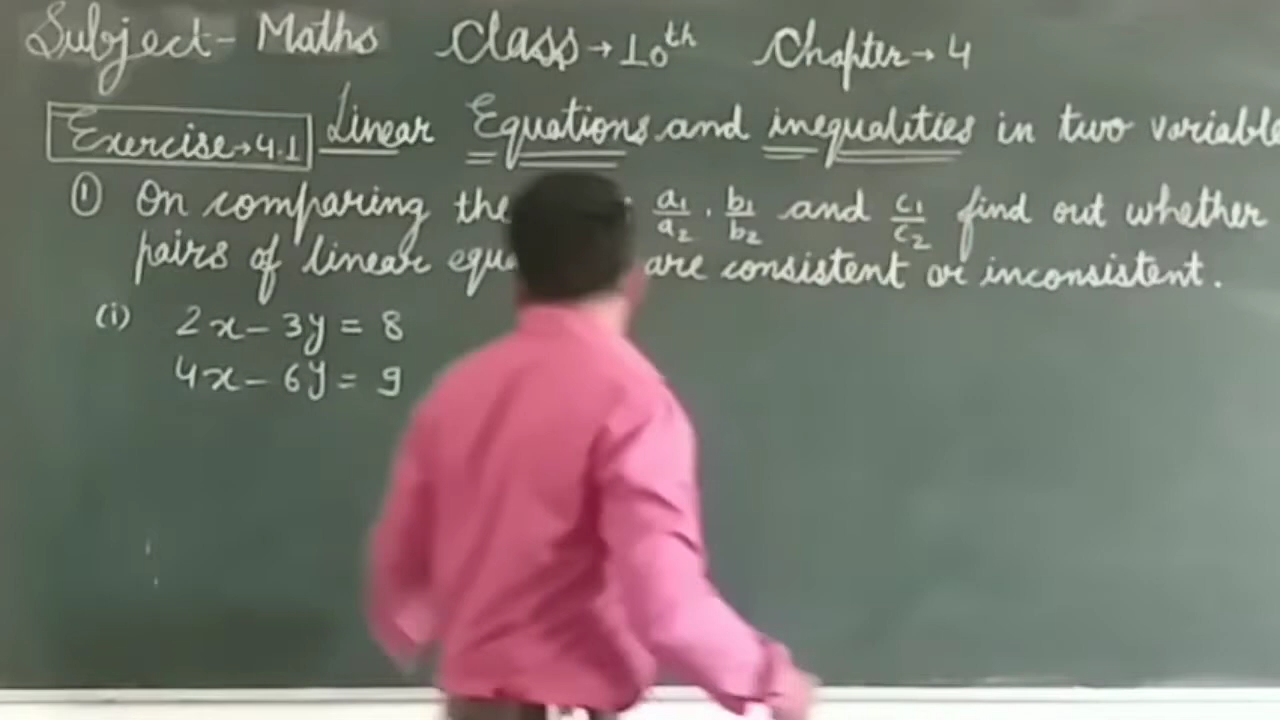 Subject - Maths Class → 10th Chapter → 4
Exercise → 4.1 Linear Equations and inequalities in two variable
① On comparing the a₁/a₂ , b₁/b₂ and c₁/c₂ find out whether
pairs of linear are consistent or inconsistent.
(i) 2x - 3y = 8
4x - 6y = 9